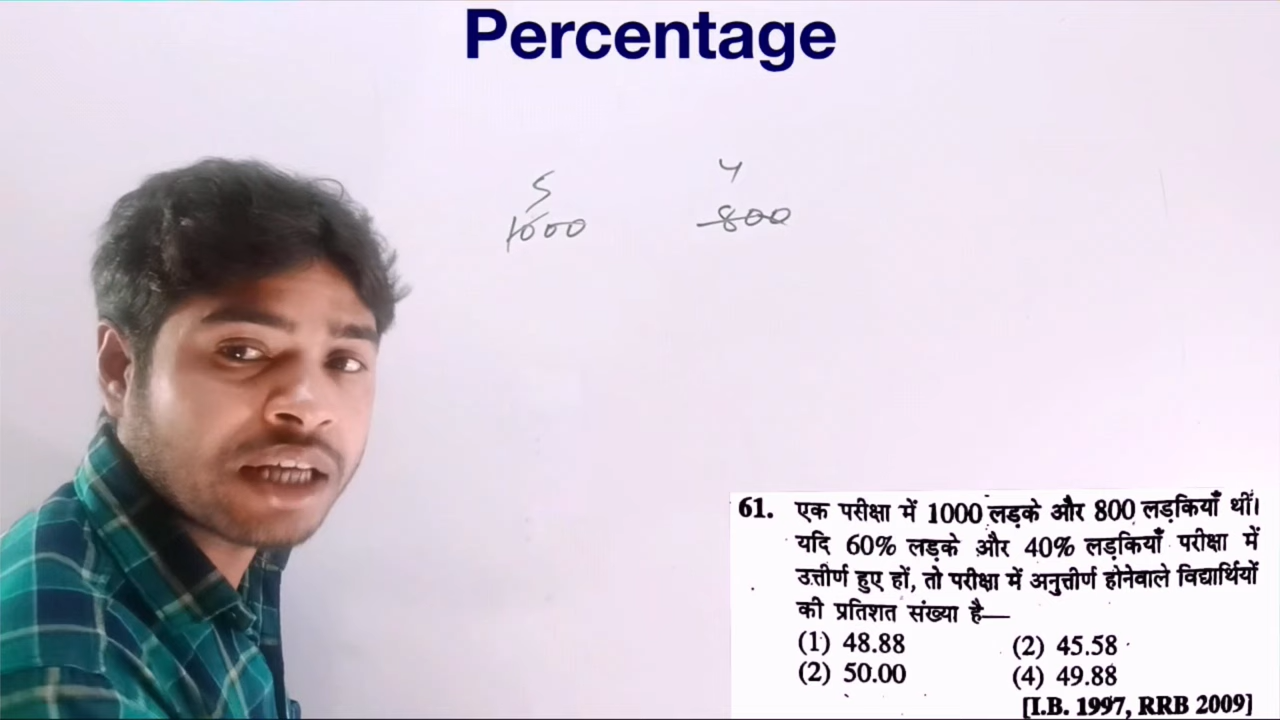 Percentage
5 4
1000 800
61. एक परीक्षा में 1000 लड़के और 800 लड़कियाँ थीं।
यदि 60% लड़के और 40% लड़कियाँ परीक्षा में
उत्तीर्ण हुए हों, तो परीक्षा में अनुत्तीर्ण होनेवाले विद्यार्थियों
की प्रतिशत संख्या है—
(1) 48.88 (2) 45.58
(2) 50.00 (4) 49.88
[I.B. 1997, RRB 2009]